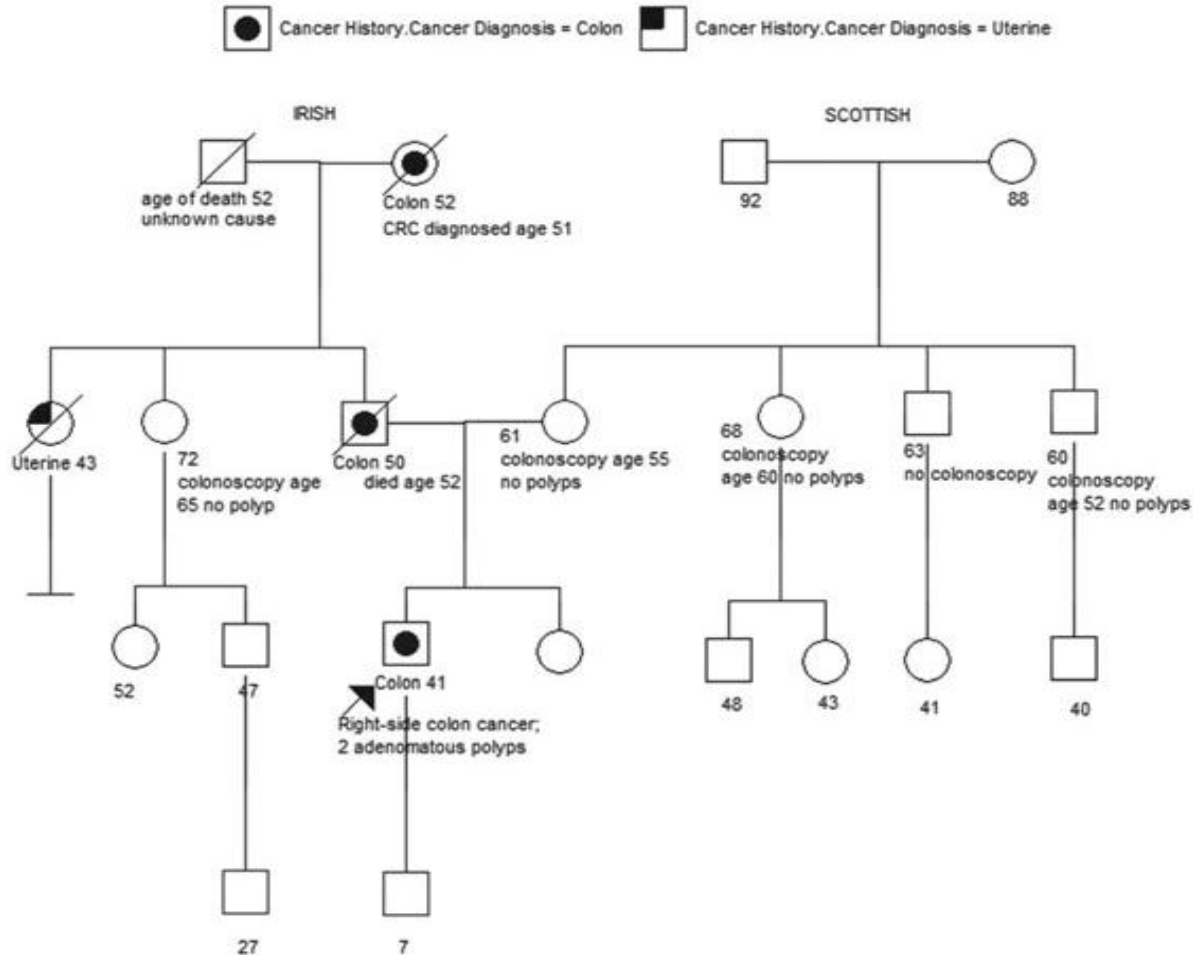 Cancer History.Cancer Diagnosis = Colon
Cancer History.Cancer Diagnosis = Uterine
IRISH
SCOTTISH
age of death 52
unknown cause
Colon 52
CRC diagnosed age 51
92
88
Uterine 43
72
colonoscopy age
65 no polyp
Colon 50
died age 52
61
colonoscopy age 55
no polyps
68
colonoscopy
age 60 no polyps
63
no colonoscopy
60
colonoscopy
age 52 no polyps
52
47
Colon 41
Right-side colon cancer;
2 adenomatous polyps
48
43
41
40
27
7